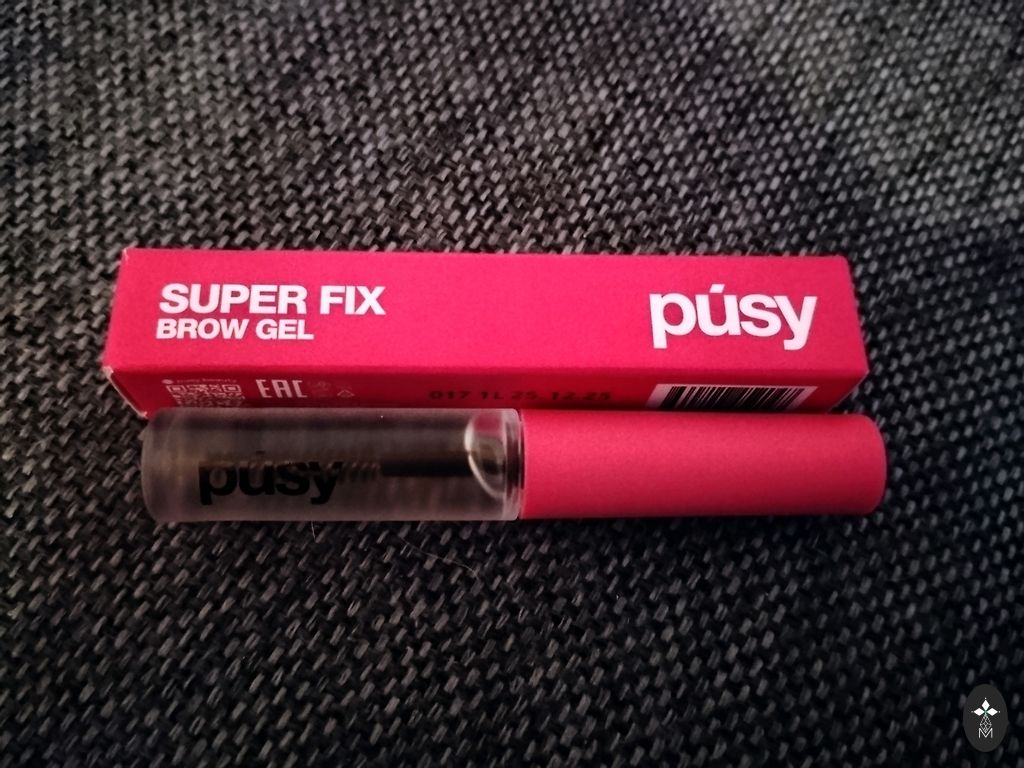 SUPER FIX
BROW GEL
púsy
EAC
017 1L 25 12 25
púsy
M